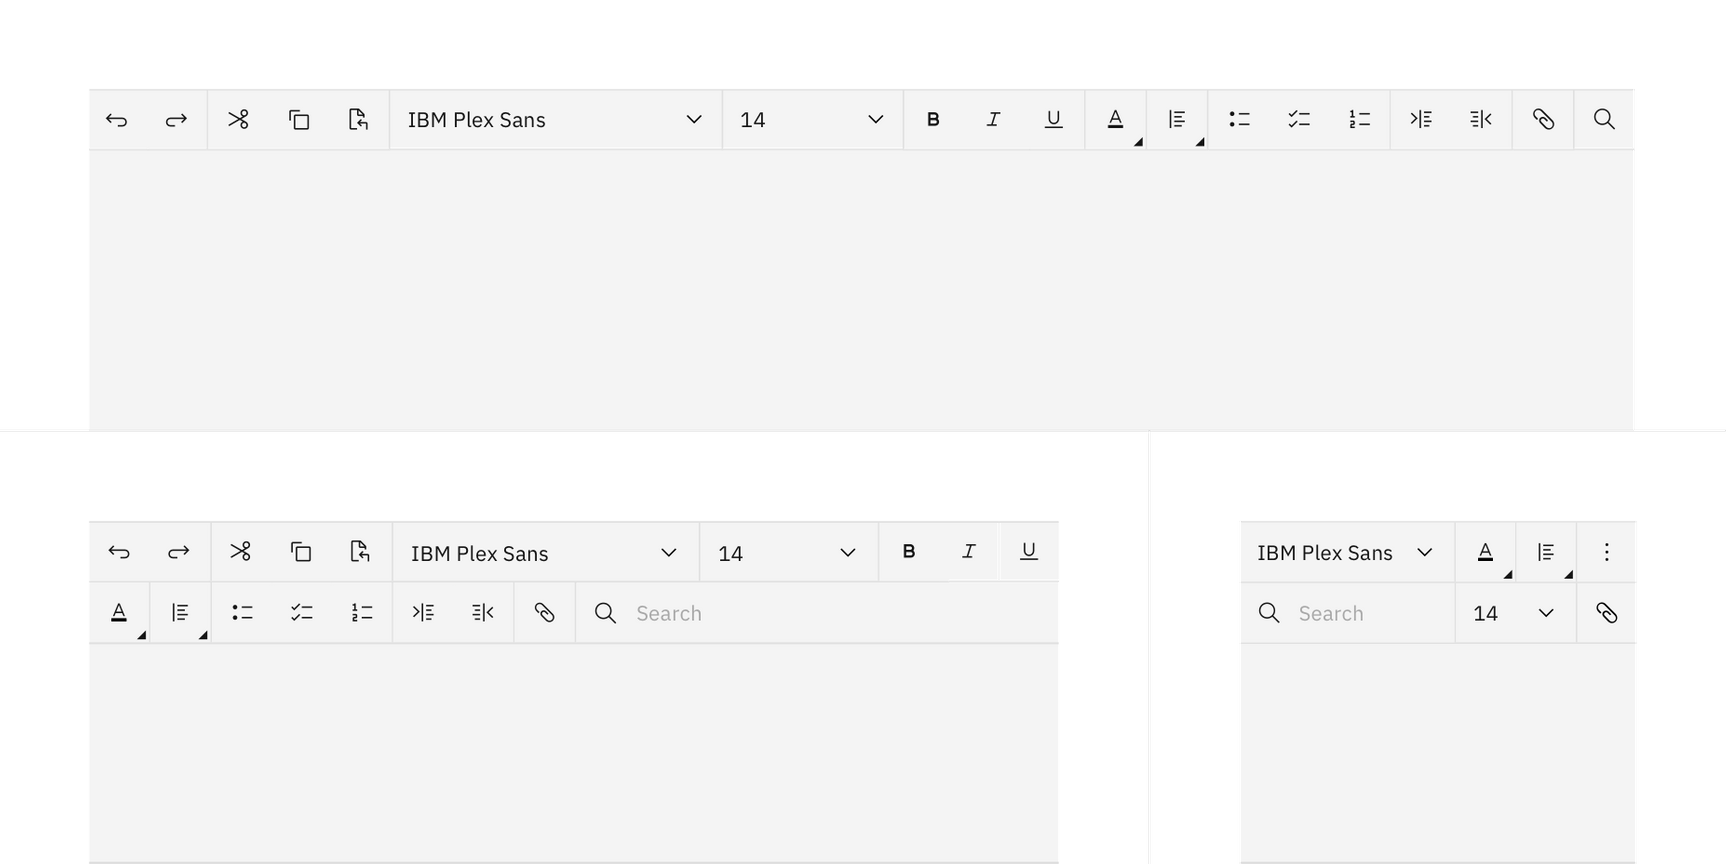 IBM Plex Sans 14 B I U A
IBM Plex Sans 14 B I U
A Search
IBM Plex Sans A
Search 14